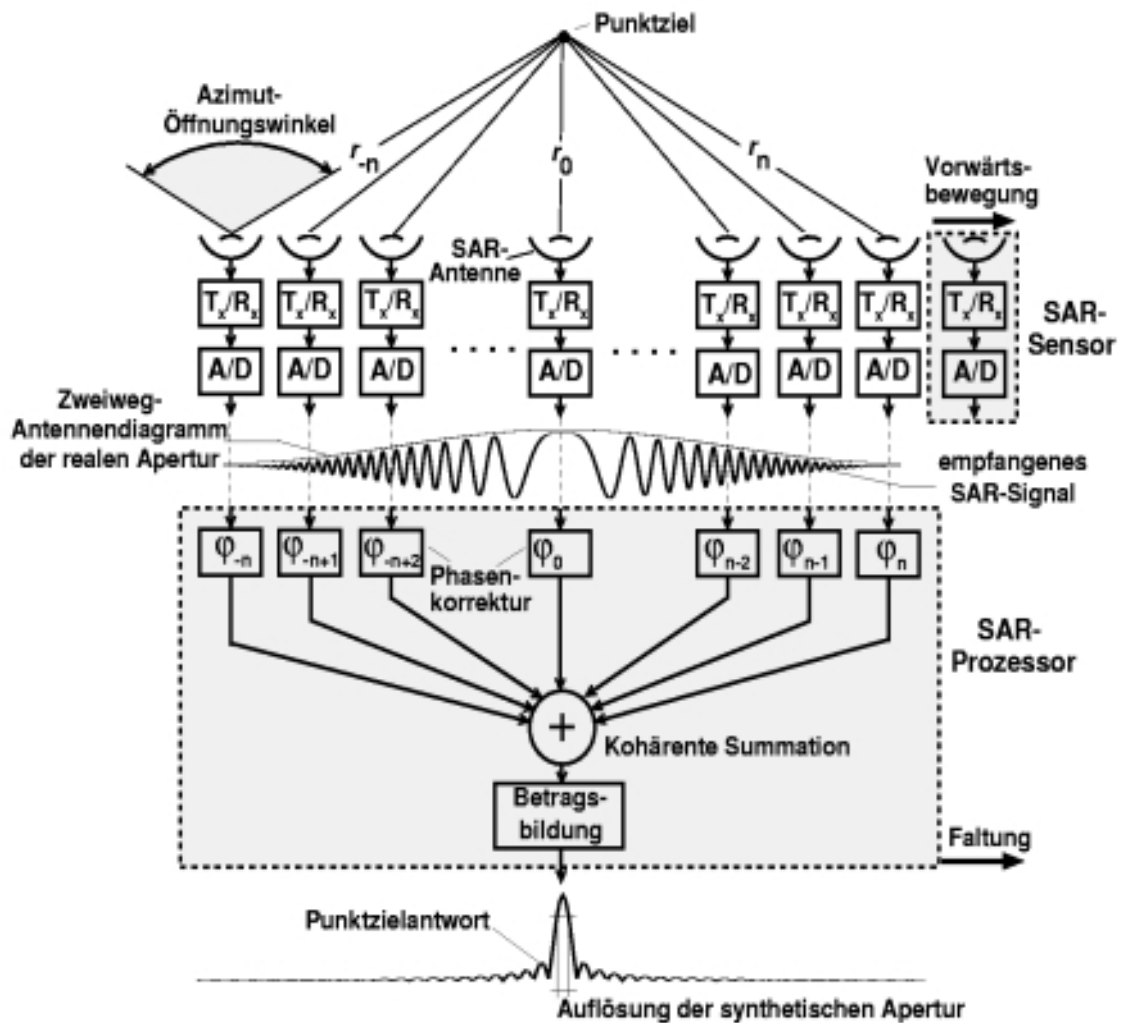 Punktziel
Azimut-
Öffnungswinkel
r-n
r0
rn
Vorwärts-
bewegung
SAR-
Antenne
Tx/Rx Tx/Rx Tx/Rx Tx/Rx Tx/Rx Tx/Rx Tx/Rx Tx/Rx
SAR-
Sensor
A/D A/D A/D . . . . . A/D . . . . . A/D A/D A/D A/D
Zweiweg-
Antennendiagramm
der realen Apertur
empfangenes
SAR-Signal
φ-n φ-n+1 φ-n+2 φ0 φn-2 φn-1 φn
Phasen-
korrektur
SAR-
Prozessor
+
Kohärente Summation
Betrags-
bildung
Faltung
Punktzielantwort
Auflösung der synthetischen Apertur